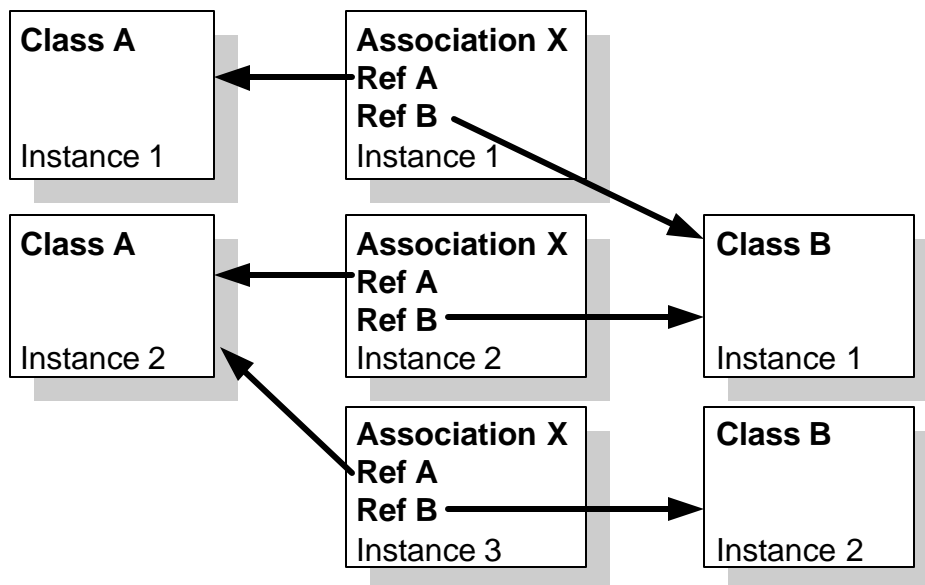 Class A
Instance 1
Association X
Ref A
Ref B
Instance 1
Class A
Instance 2
Association X
Ref A
Ref B
Instance 2
Class B
Instance 1
Association X
Ref A
Ref B
Instance 3
Class B
Instance 2